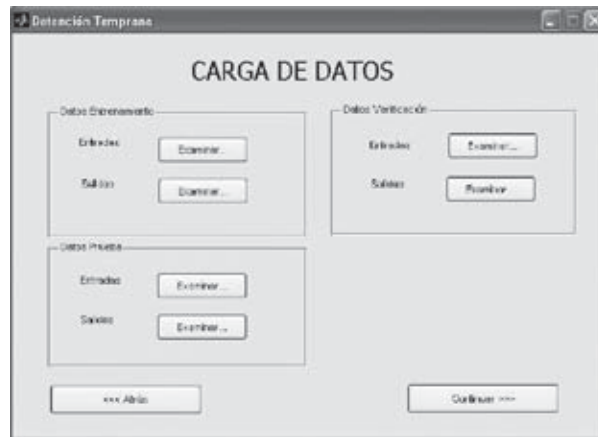 Detención Temprana
CARGA DE DATOS
Datos Entrenamiento
Entradas
Examinar...
Salidas
Examinar...
Datos Verificación
Entradas
Examinar...
Salidas
Examinar
Datos Prueba
Entradas
Examinar...
Salidas
Examinar...
<<< Atrás
Continuar >>>